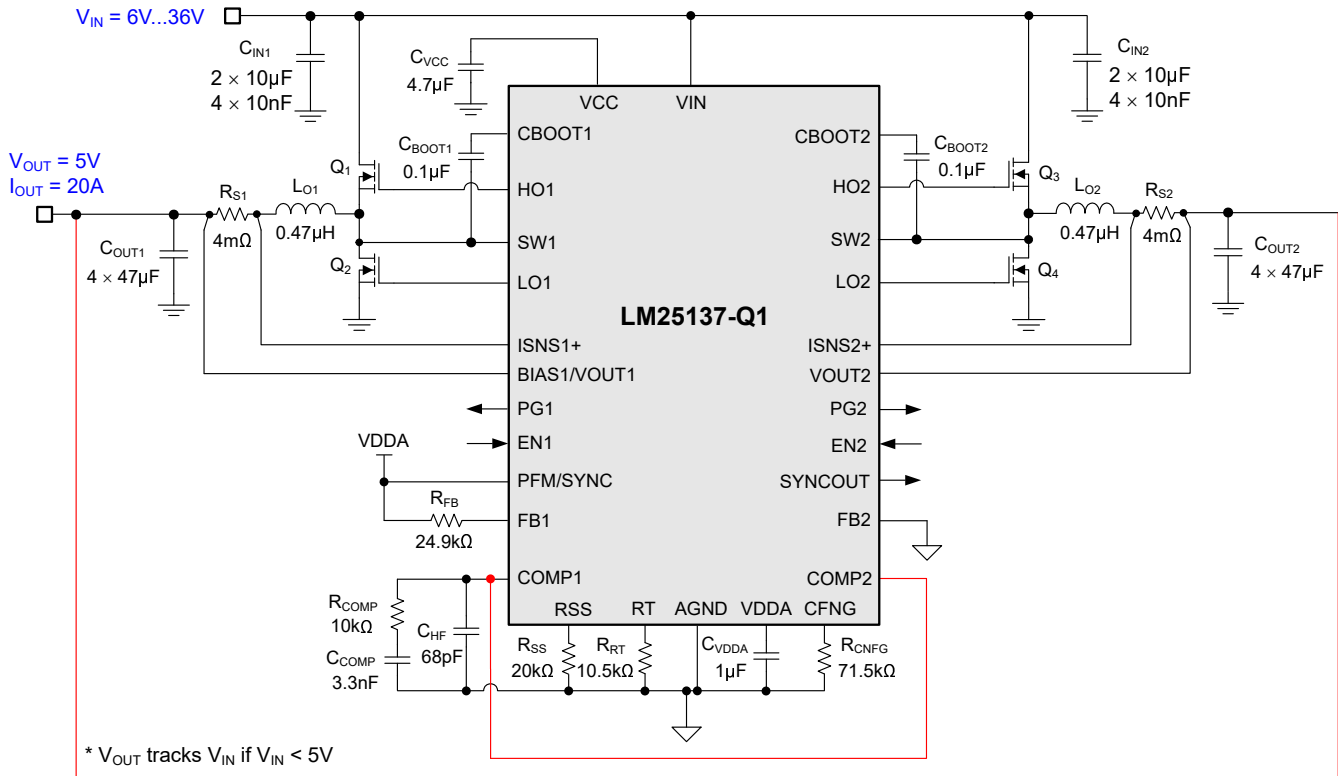 VIN = 6V...36V
CIN1
2 × 10µF
4 × 10nF
CVCC
4.7µF
CIN2
2 × 10µF
4 × 10nF
VCC
VIN
VOUT = 5V
IOUT = 20A
RS1
4mΩ
LO1
0.47µH
COUT1
4 × 47µF
Q1
Q2
CBOOT1
0.1µF
CBOOT1
HO1
SW1
LO1
ISNS1+
BIAS1/VOUT1
PG1
EN1
PFM/SYNC
FB1
COMP1
LM25137-Q1
CBOOT2
HO2
SW2
LO2
ISNS2+
VOUT2
PG2
EN2
SYNCOUT
FB2
COMP2
CBOOT2
0.1µF
Q3
Q4
LO2
0.47µH
RS2
4mΩ
COUT2
4 × 47µF
VDDA
RFB
24.9kΩ
RSS
RT
AGND
VDDA
CFNG
RCOMP
10kΩ
CCOMP
3.3nF
CHF
68pF
RSS
20kΩ
RRT
10.5kΩ
CVDDA
1µF
RCNFG
71.5kΩ
* VOUT tracks VIN if VIN < 5V